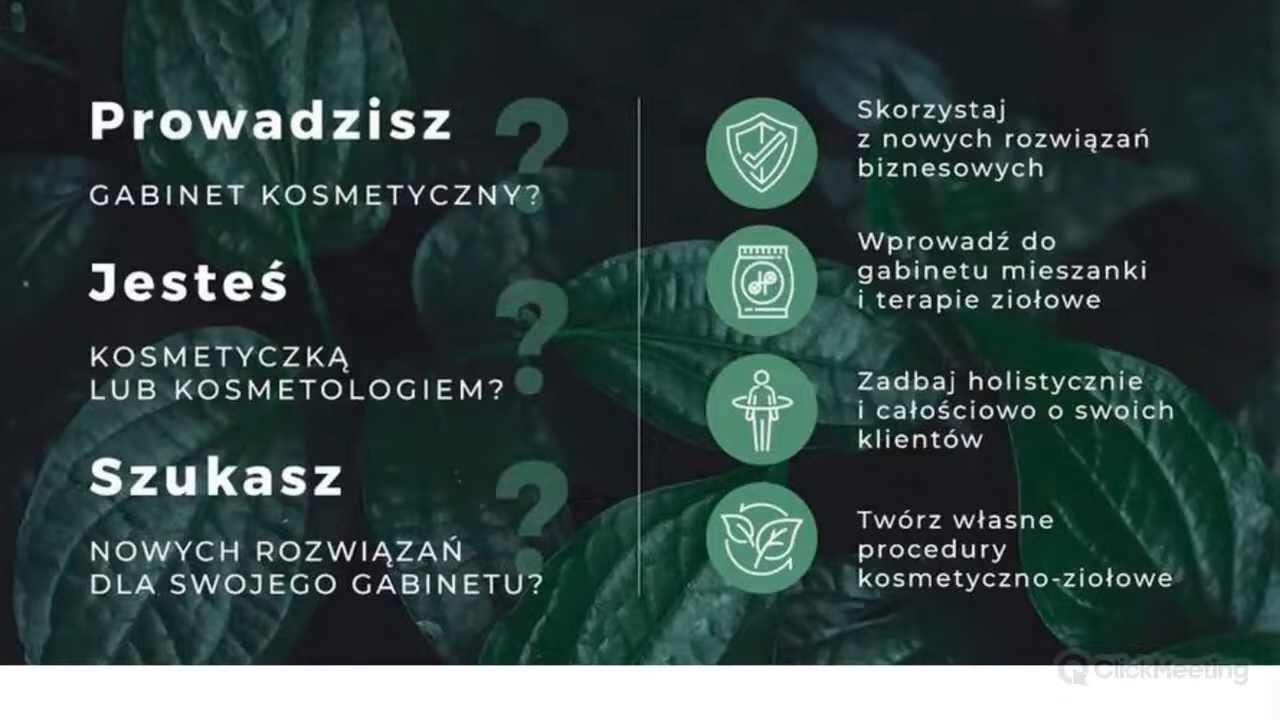 Prowadzisz
GABINET KOSMETYCZNY?
Jesteś
KOSMETYCZKĄ
LUB KOSMETOLOGIEM?
Szukasz
NOWYCH ROZWIĄZAŃ
DLA SWOJEGO GABINETU?
?
?
?
Skorzystaj
z nowych rozwiązań
biznesowych
Wprowadź do
gabinetu mieszanki
i terapie ziołowe
Zadbaj holistycznie
i całościowo o swoich
klientów
Twórz własne
procedury
kosmetyczno-ziołowe
ClickMeeting